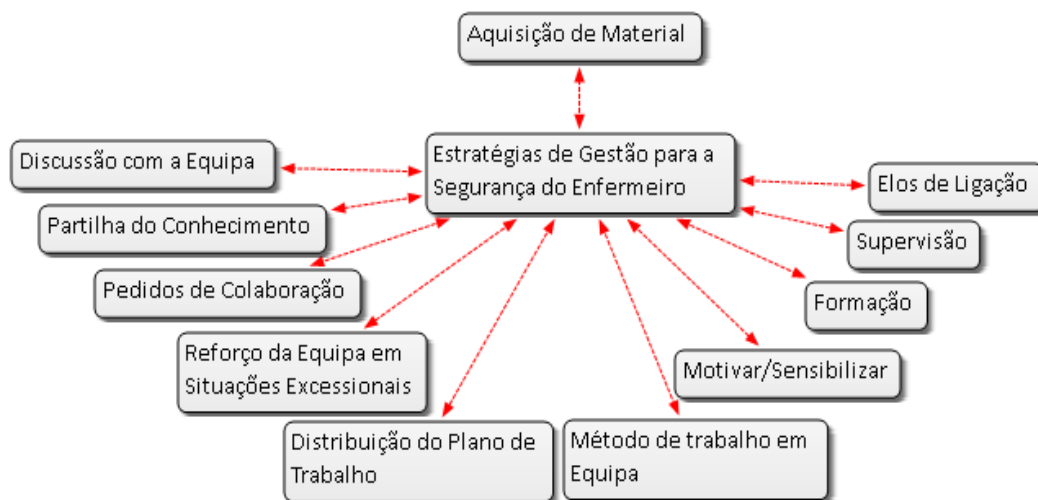 Aquisição de Material
Estratégias de Gestão para a
Segurança do Enfermeiro
Discussão com a Equipa
Partilha do Conhecimento
Pedidos de Colaboração
Reforço da Equipa em
Situações Excessionais
Distribuição do Plano de
Trabalho
Método de trabalho em
Equipa
Motivar/Sensibilizar
Formação
Supervisão
Elos de Ligação